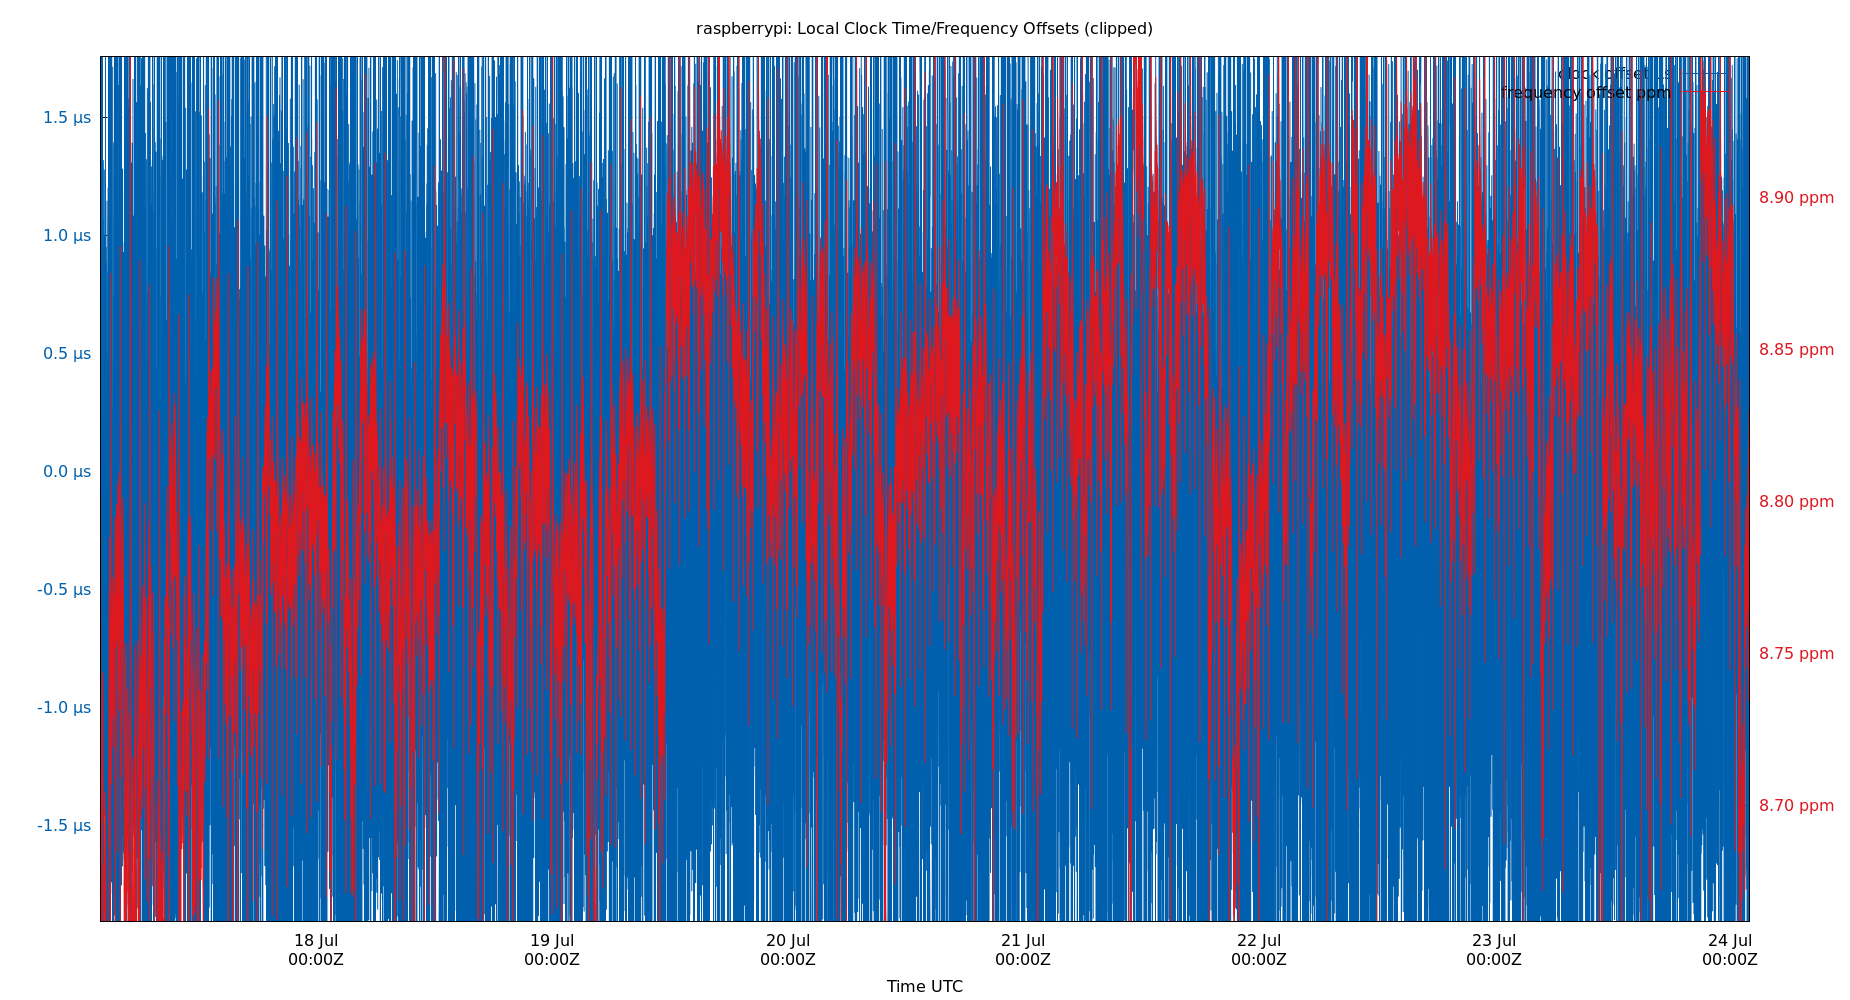 raspberrypi: Local Clock Time/Frequency Offsets (clipped)
clock offset
frequency offset ppm
1.5 µs
1.0 µs
0.5 µs
0.0 µs
-0.5 µs
-1.0 µs
-1.5 µs
8.90 ppm
8.85 ppm
8.80 ppm
8.75 ppm
8.70 ppm
18 Jul
00:00Z
19 Jul
00:00Z
20 Jul
00:00Z
21 Jul
00:00Z
22 Jul
00:00Z
23 Jul
00:00Z
24 Jul
00:00Z
Time UTC